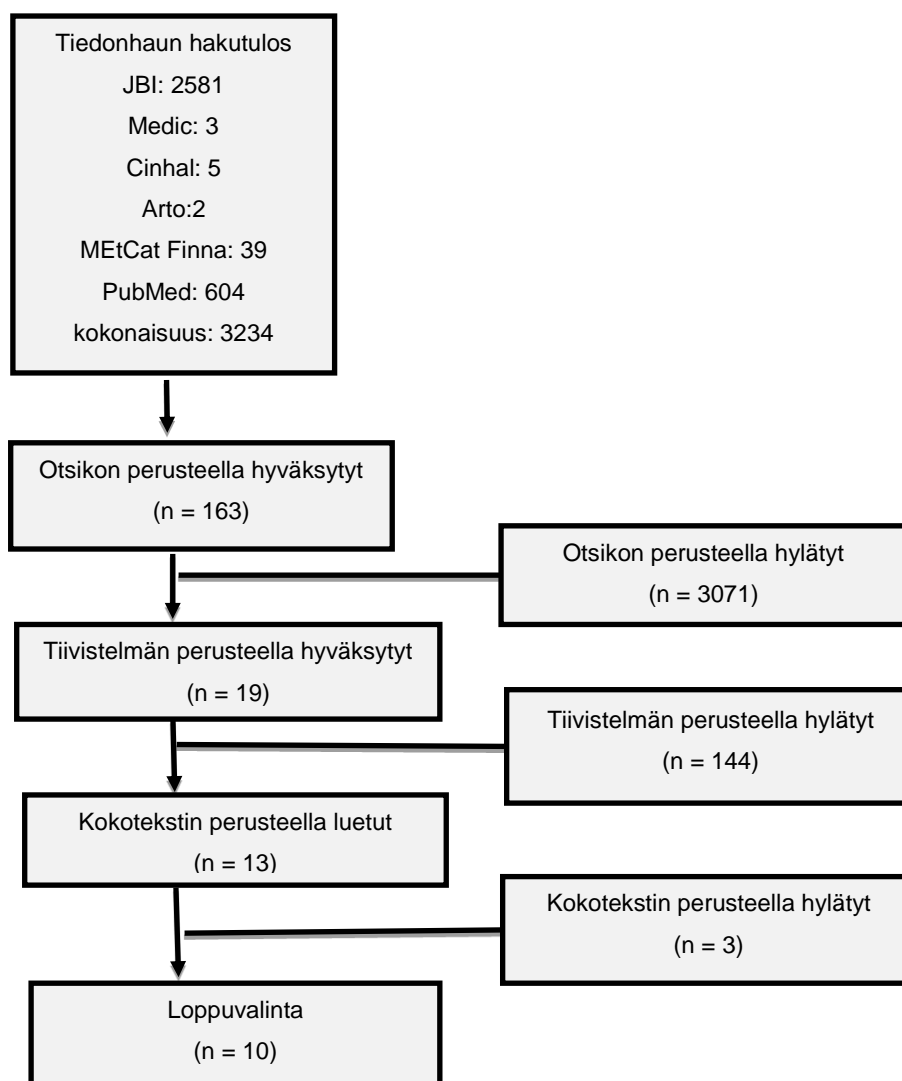 Tiedonhaun hakutulos
JBI: 2581
Medic: 3
Cinhal: 5
Arto:2
MEtCat Finna: 39
PubMed: 604
kokonaisuus: 3234
Otsikon perusteella hyväksytyt
(n = 163)
Otsikon perusteella hylätyt
(n = 3071)
Tiivistelmän perusteella hyväksytyt
(n = 19)
Tiivistelmän perusteella hylätyt
(n = 144)
Kokotekstin perusteella luetut
(n = 13)
Kokotekstin perusteella hylätyt
(n = 3)
Loppuvalinta
(n = 10)